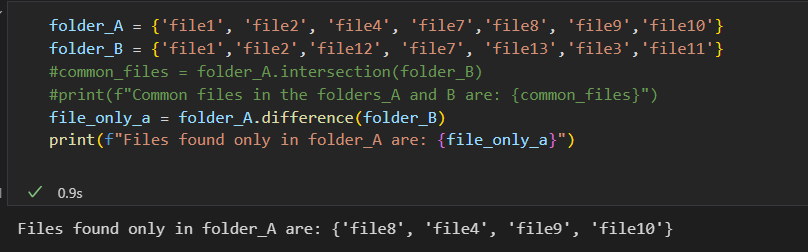 folder_A = {'file1', 'file2', 'file4', 'file7','file8', 'file9','file10'}
folder_B = {'file1','file2','file12', 'file7', 'file13','file3','file11'}
#common_files = folder_A.intersection(folder_B)
#print(f"Common files in the folders_A and B are: {common_files}")
file_only_a = folder_A.difference(folder_B)
print(f"Files found only in folder_A are: {file_only_a}")
0.9s
Files found only in folder_A are: {'file8', 'file4', 'file9', 'file10'}